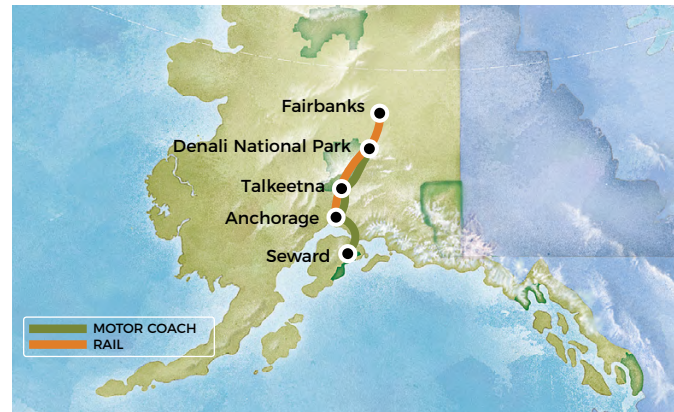 Fairbanks
Denali National Park
Talkeetna
Anchorage
Seward
MOTOR COACH
RAIL